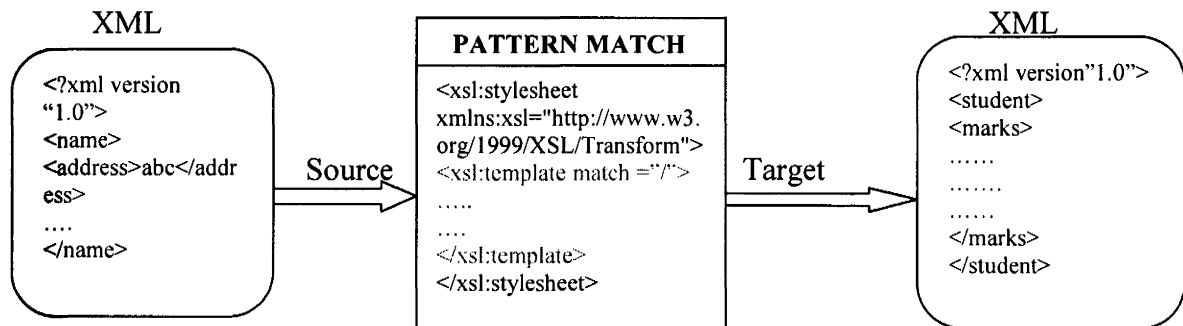 XML
<?xml version
“1.0”>
<name>
<address>abc</addr
ess>
....
</name>
Source
PATTERN MATCH
<xsl:stylesheet
xmlns:xsl="http://www.w3.
org/1999/XSL/Transform">
<xsl:template match =”/”>
.....
....
</xsl:template>
</xsl:stylesheet>
Target
XML
<?xml version”1.0”>
<student>
<marks>
......
.......
......
</marks>
</student>